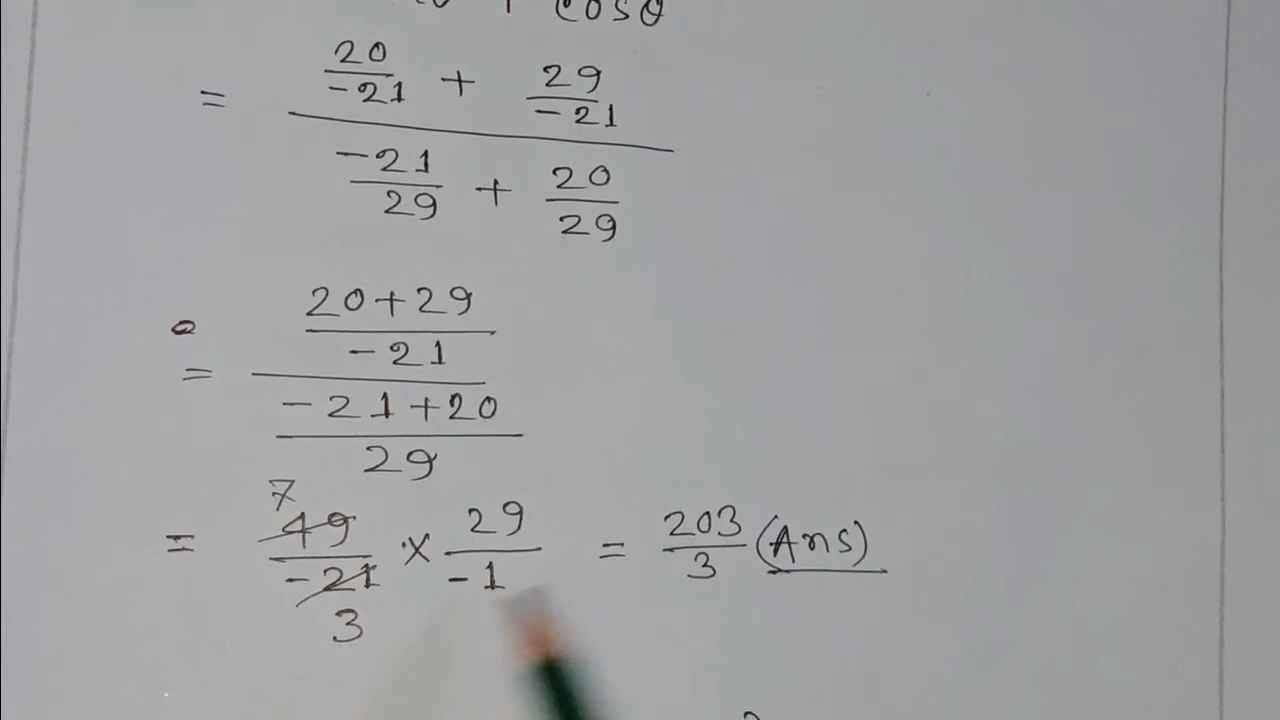 cosθ
= 20/-21 + 29/-21
-21/29 + 20/29
= 20+29/-21
-21+20/29
7
= 49/-21 × 29/-1 = 203/3 (Ans)
3